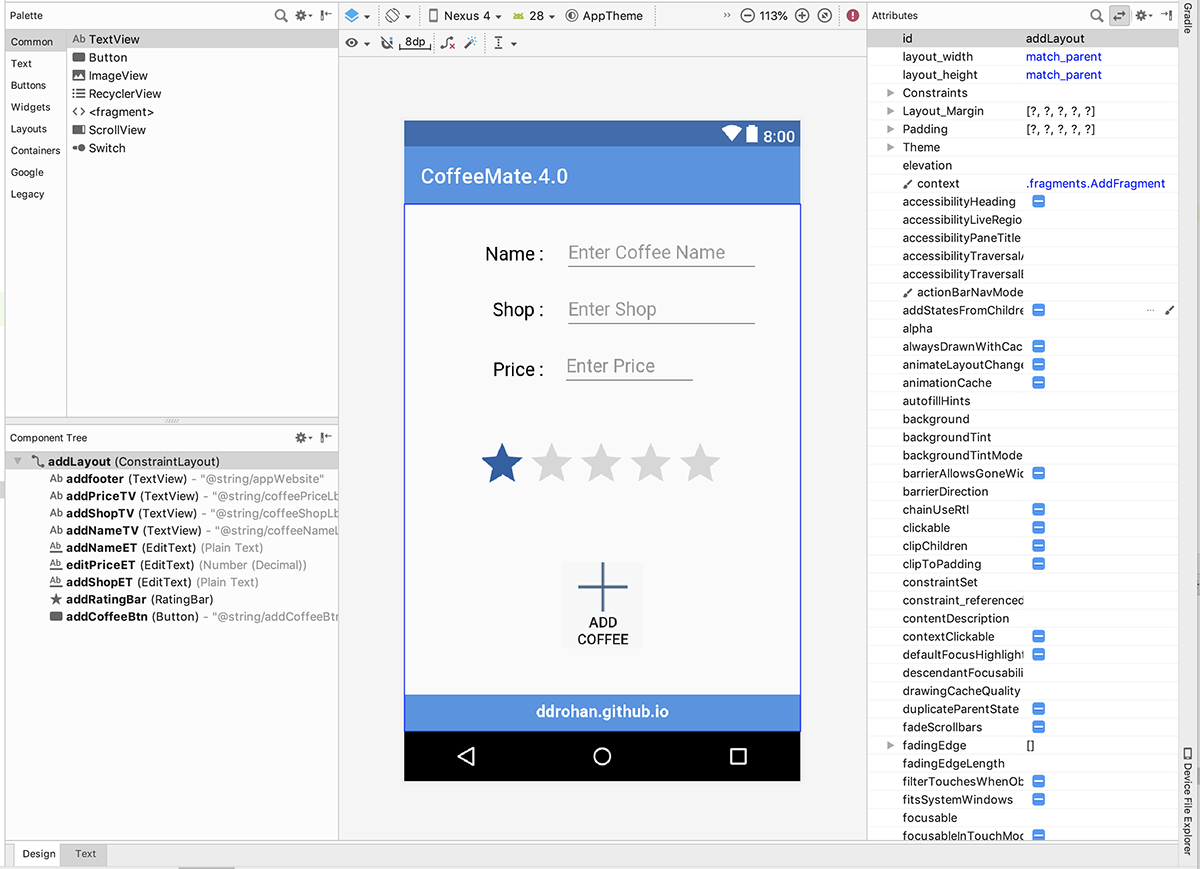 Palette
Common
Text
Buttons
Widgets
Layouts
Containers
Google
Legacy
Ab TextView
Button
ImageView
RecyclerView
<fragment>
ScrollView
Switch
Component Tree
addLayout (ConstraintLayout)
Ab addfooter (TextView) - "@string/appWebsite"
Ab addPriceTV (TextView) - "@string/coffeePriceLb
Ab addShopTV (TextView) - "@string/coffeeShopLb
Ab addNameTV (TextView) - "@string/coffeeNameL
Ab addNameET (EditText) (Plain Text)
Ab editPriceET (EditText) (Number (Decimal))
Ab addShopET (EditText) (Plain Text)
addRatingBar (RatingBar)
addCoffeeBtn (Button) - "@string/addCoffeeBtn
Design Text
Nexus 4 28 AppTheme » 113%
8dp
8:00
CoffeeMate.4.0
Name : Enter Coffee Name
Shop : Enter Shop
Price : Enter Price
ADD
COFFEE
ddrohan.github.io
Attributes
id addLayout
layout_width match_parent
layout_height match_parent
Constraints
Layout_Margin [?, ?, ?, ?, ?]
Padding [?, ?, ?, ?, ?]
Theme
elevation
context .fragments.AddFragment
accessibilityHeading
accessibilityLiveRegio
accessibilityPaneTitle
accessibilityTraversalA
accessibilityTraversalB
actionBarNavMode
addStatesFromChildre ...
alpha
alwaysDrawnWithCac
animateLayoutChange
animationCache
autofillHints
background
backgroundTint
backgroundTintMode
barrierAllowsGoneWid
barrierDirection
chainUseRtl
clickable
clipChildren
clipToPadding
constraintSet
constraint_referenced
contentDescription
contextClickable
defaultFocusHighlight
descendantFocusabili
drawingCacheQuality
duplicateParentState
fadeScrollbars
fadingEdge []
fadingEdgeLength
filterTouchesWhenOb
fitsSystemWindows
focusable
focusableInTouchMod
Gradle
Device File Explorer